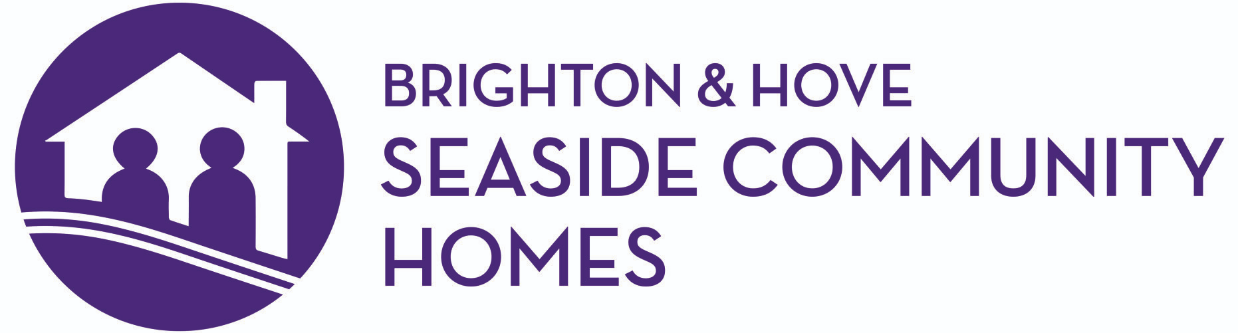 BRIGHTON & HOVE
SEASIDE COMMUNITY
HOMES